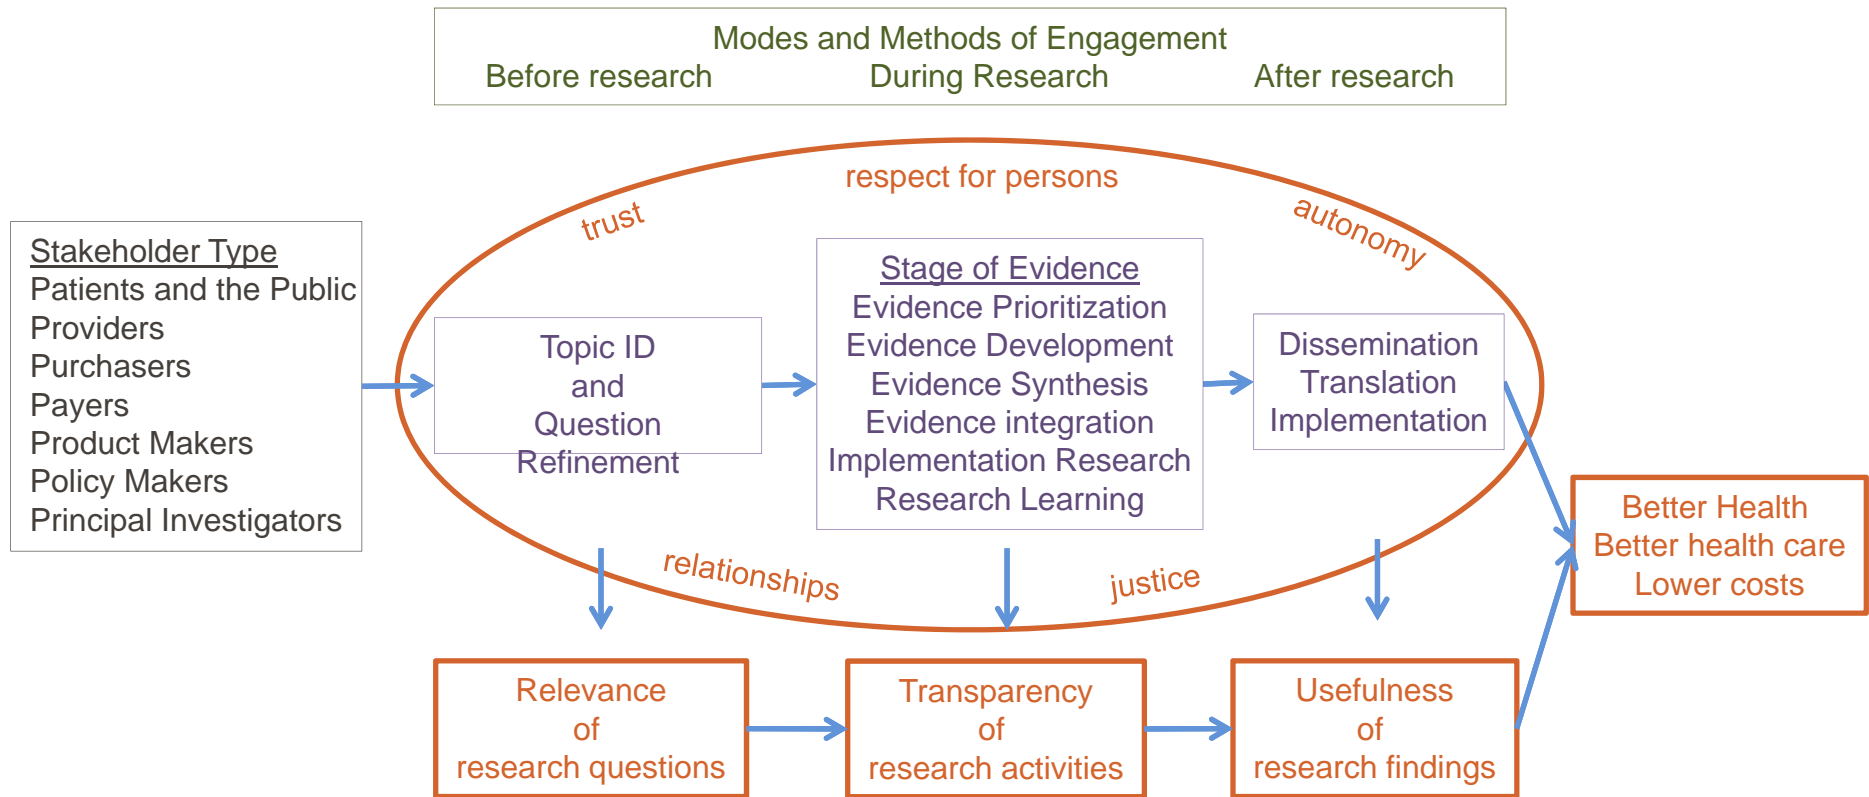 Modes and Methods of Engagement
Before research During Research After research
respect for persons
trust
autonomy
Stakeholder Type
Patients and the Public
Providers
Purchasers
Payers
Product Makers
Policy Makers
Principal Investigators
Topic ID
and
Question
Refinement
Stage of Evidence
Evidence Prioritization
Evidence Development
Evidence Synthesis
Evidence integration
Implementation Research
Research Learning
Dissemination
Translation
Implementation
relationships
justice
Better Health
Better health care
Lower costs
Relevance
of
research questions
Transparency
of
research activities
Usefulness
of
research findings